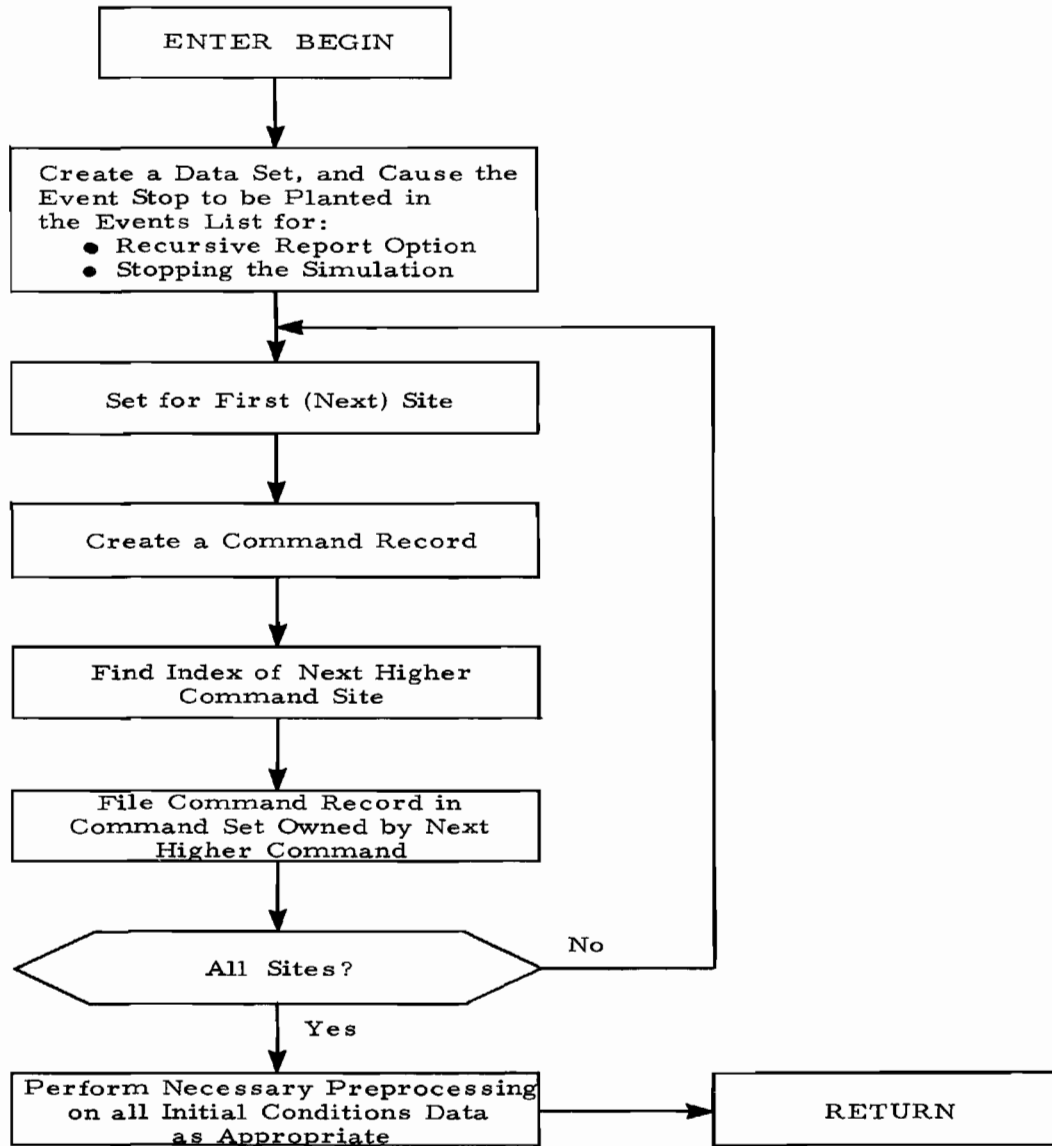 ENTER BEGIN
Create a Data Set, and Cause the
Event Stop to be Planted in
the Events List for:
● Recursive Report Option
● Stopping the Simulation
Set for First (Next) Site
Create a Command Record
Find Index of Next Higher
Command Site
File Command Record in
Command Set Owned by Next
Higher Command
All Sites?
No
Yes
Perform Necessary Preprocessing
on all Initial Conditions Data
as Appropriate
RETURN